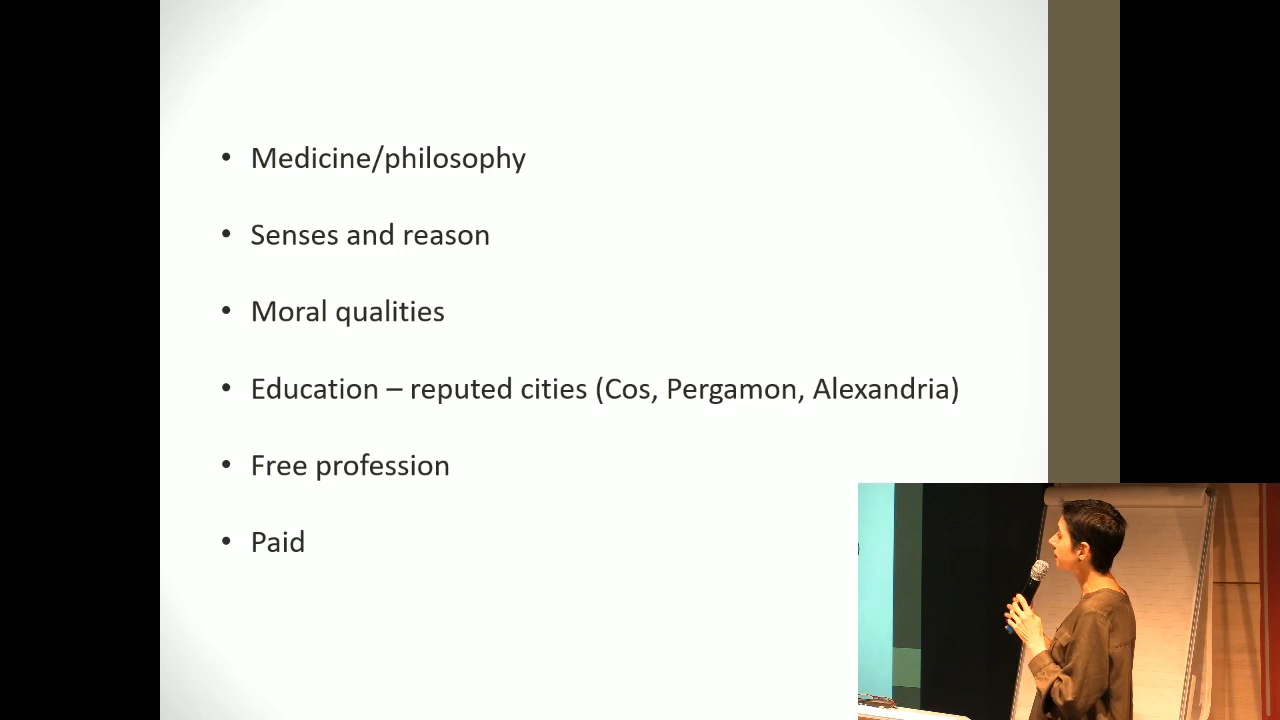 • Medicine/philosophy
• Senses and reason
• Moral qualities
• Education – reputed cities (Cos, Pergamon, Alexandria)
• Free profession
• Paid